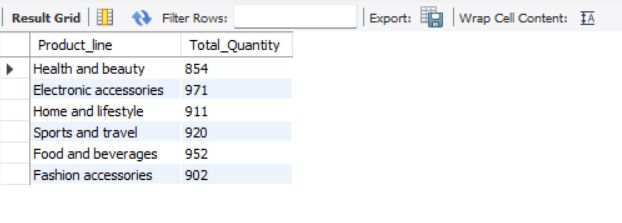 Result Grid Filter Rows: Export: Wrap Cell Content: IA
Product_line Total_Quantity
Health and beauty 854
Electronic accessories 971
Home and lifestyle 911
Sports and travel 920
Food and beverages 952
Fashion accessories 902